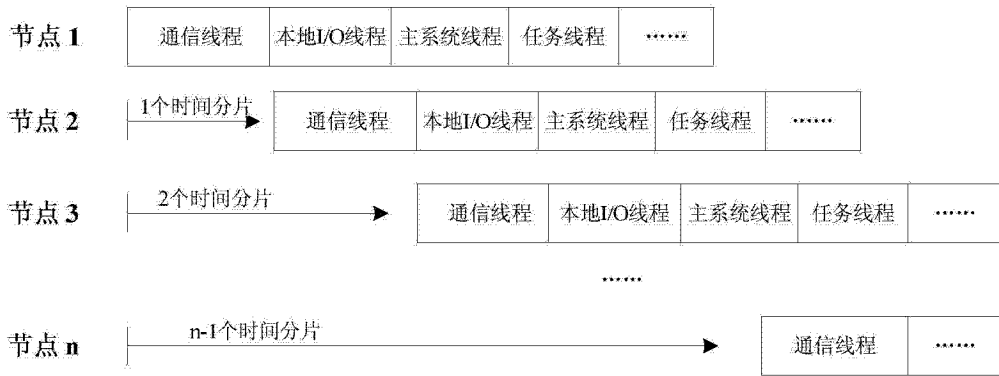 节点 1 通信线程 本地I/O线程 主系统线程 任务线程 ······
节点 2 1个时间分片 通信线程 本地I/O线程 主系统线程 任务线程 ······
节点 3 2个时间分片 通信线程 本地I/O线程 主系统线程 任务线程 ······
······
节点 n n-1个时间分片 通信线程 ······